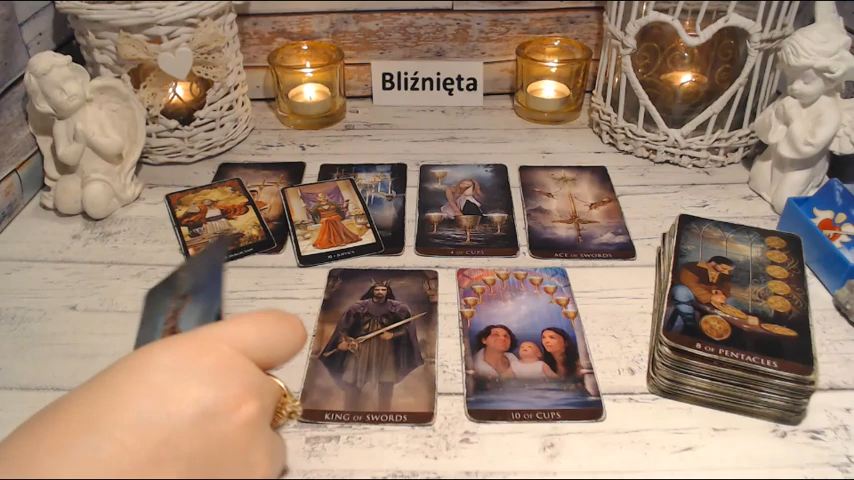 Bliźnięta
4 OF CUPS
ACE OF SWORDS
KING OF SWORDS
10 OF CUPS
8 OF PENTACLES